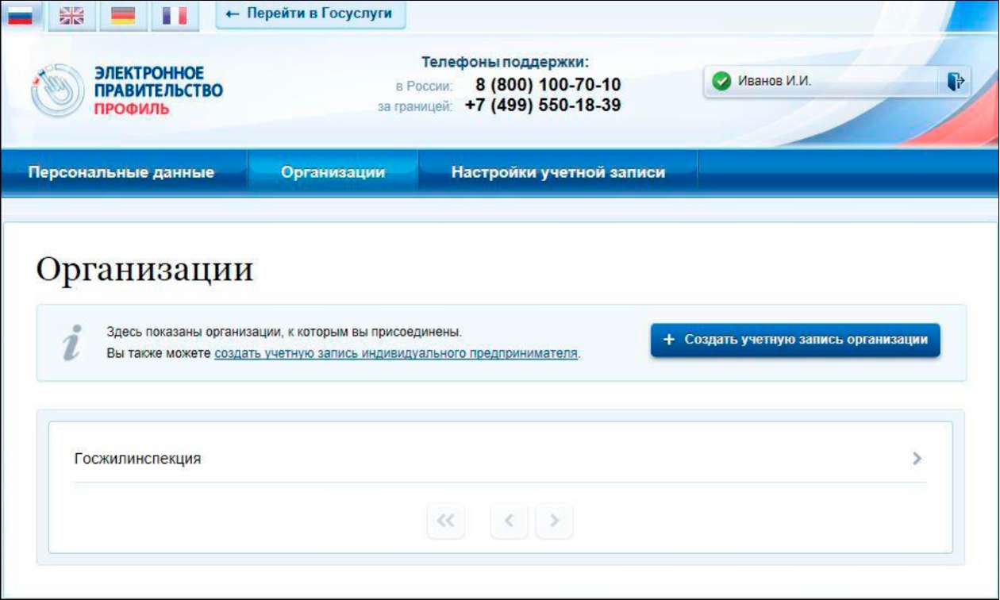 ← Перейти в Госуслуги
ЭЛЕКТРОННОЕ
ПРАВИТЕЛЬСТВО
ПРОФИЛЬ
Телефоны поддержки:
в России: 8 (800) 100-70-10
за границей: +7 (499) 550-18-39
Иванов И.И.
Персональные данные Организации Настройки учетной записи
Организации
Здесь показаны организации, к которым вы присоединены.
Вы также можете создать учетную запись индивидуального предпринимателя.
+ Создать учетную запись организации
Госжилинспекция